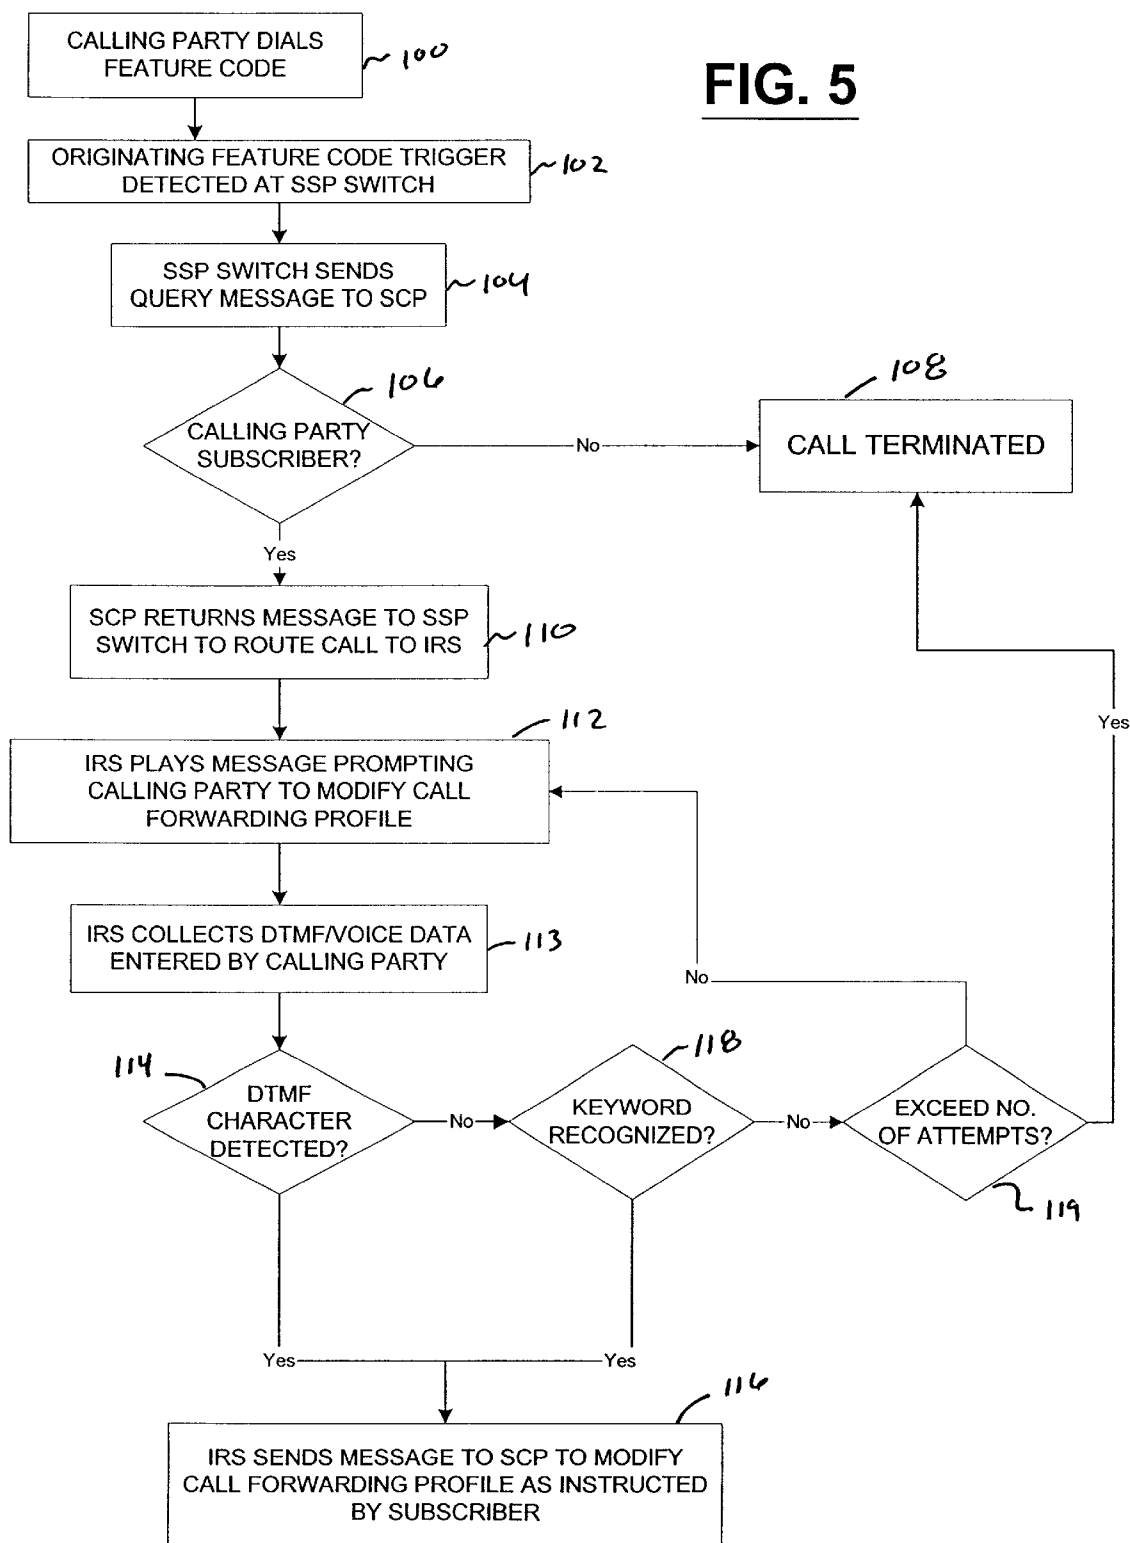 CALLING PARTY DIALS
FEATURE CODE
100
FIG. 5
ORIGINATING FEATURE CODE TRIGGER
DETECTED AT SSP SWITCH
102
SSP SWITCH SENDS
QUERY MESSAGE TO SCP
104
106
CALLING PARTY
SUBSCRIBER?
No
108
CALL TERMINATED
Yes
SCP RETURNS MESSAGE TO SSP
SWITCH TO ROUTE CALL TO IRS
110
112
IRS PLAYS MESSAGE PROMPTING
CALLING PARTY TO MODIFY CALL
FORWARDING PROFILE
Yes
IRS COLLECTS DTMF/VOICE DATA
ENTERED BY CALLING PARTY
113
No
114
DTMF
CHARACTER
DETECTED?
No
118
KEYWORD
RECOGNIZED?
No
EXCEED NO.
OF ATTEMPTS?
119
Yes
Yes
116
IRS SENDS MESSAGE TO SCP TO MODIFY
CALL FORWARDING PROFILE AS INSTRUCTED
BY SUBSCRIBER